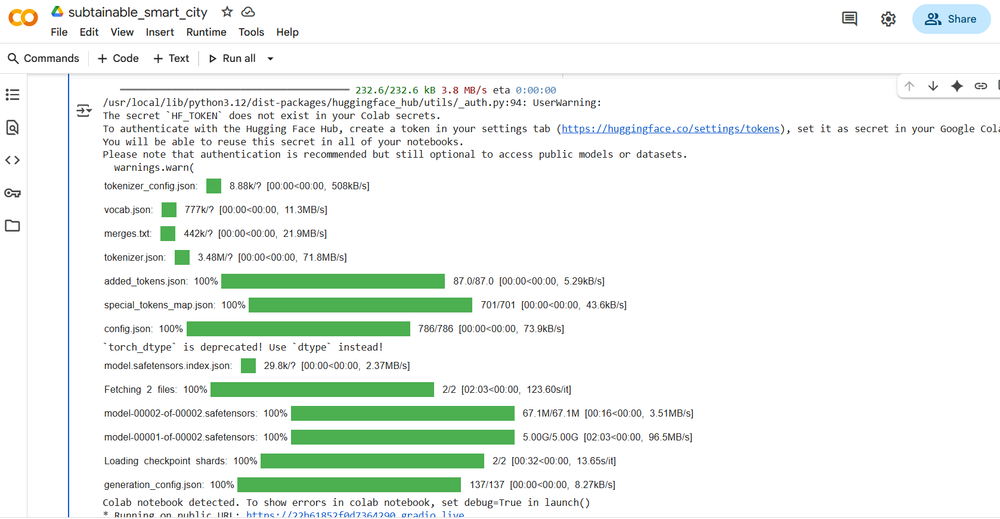 subtainable_smart_city
Share
File Edit View Insert Runtime Tools Help
Commands + Code + Text Run all
232.6/232.6 kB 3.8 MB/s eta 0:00:00
/usr/local/lib/python3.12/dist-packages/huggingface_hub/utils/_auth.py:94: UserWarning:
The secret `HF_TOKEN` does not exist in your Colab secrets.
To authenticate with the Hugging Face Hub, create a token in your settings tab (https://huggingface.co/settings/tokens), set it as secret in your Google Cola
You will be able to reuse this secret in all of your notebooks.
Please note that authentication is recommended but still optional to access public models or datasets.
warnings.warn(
tokenizer_config.json: 8.88k/? [00:00<00:00, 508kB/s]
vocab.json: 777k/? [00:00<00:00, 11.3MB/s]
merges.txt: 442k/? [00:00<00:00, 21.9MB/s]
tokenizer.json: 3.48M/? [00:00<00:00, 71.8MB/s]
added_tokens.json: 100% 87.0/87.0 [00:00<00:00, 5.29kB/s]
special_tokens_map.json: 100% 701/701 [00:00<00:00, 43.6kB/s]
config.json: 100% 786/786 [00:00<00:00, 73.9kB/s]
`torch_dtype` is deprecated! Use `dtype` instead!
model.safetensors.index.json: 29.8k/? [00:00<00:00, 2.37MB/s]
Fetching 2 files: 100% 2/2 [02:03<00:00, 123.60s/it]
model-00002-of-00002.safetensors: 100% 67.1M/67.1M [00:16<00:00, 3.51MB/s]
model-00001-of-00002.safetensors: 100% 5.00G/5.00G [02:03<00:00, 96.5MB/s]
Loading checkpoint shards: 100% 2/2 [00:32<00:00, 13.65s/it]
generation_config.json: 100% 137/137 [00:00<00:00, 8.27kB/s]
Colab notebook detected. To show errors in colab notebook, set debug=True in launch()
* Running on public URL: https://22b61852f0d7364290.gradio.live